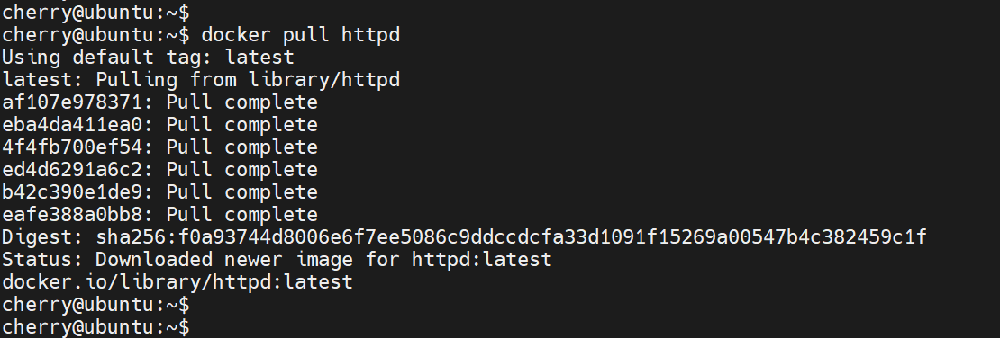 cherry@ubuntu:~$
cherry@ubuntu:~$ docker pull httpd
Using default tag: latest
latest: Pulling from library/httpd
af107e978371: Pull complete
eba4da411ea0: Pull complete
4f4fb700ef54: Pull complete
ed4d6291a6c2: Pull complete
b42c390e1de9: Pull complete
eafe388a0bb8: Pull complete
Digest: sha256:f0a93744d8006e6f7ee5086c9ddccdcfa33d1091f15269a00547b4c382459c1f
Status: Downloaded newer image for httpd:latest
docker.io/library/httpd:latest
cherry@ubuntu:~$
cherry@ubuntu:~$